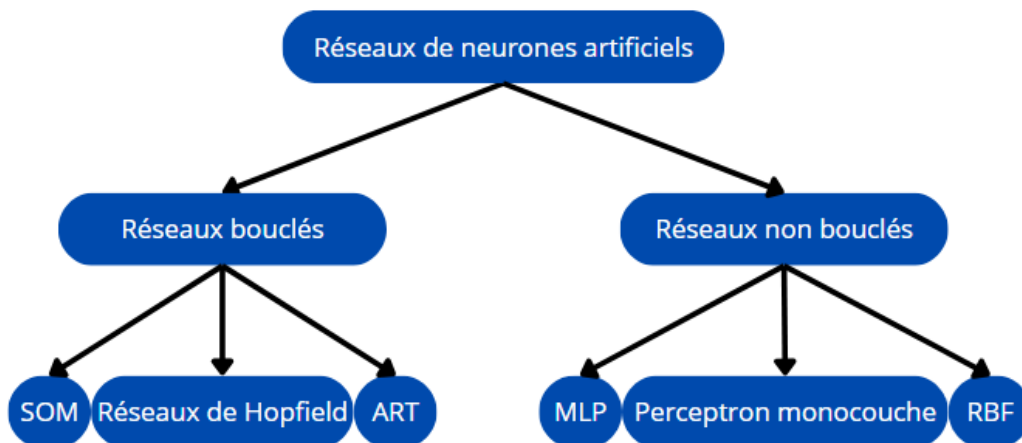 Réseaux de neurones artificiels
Réseaux bouclés
Réseaux non bouclés
SOM
Réseaux de Hopfield
ART
MLP
Perceptron monocouche
RBF